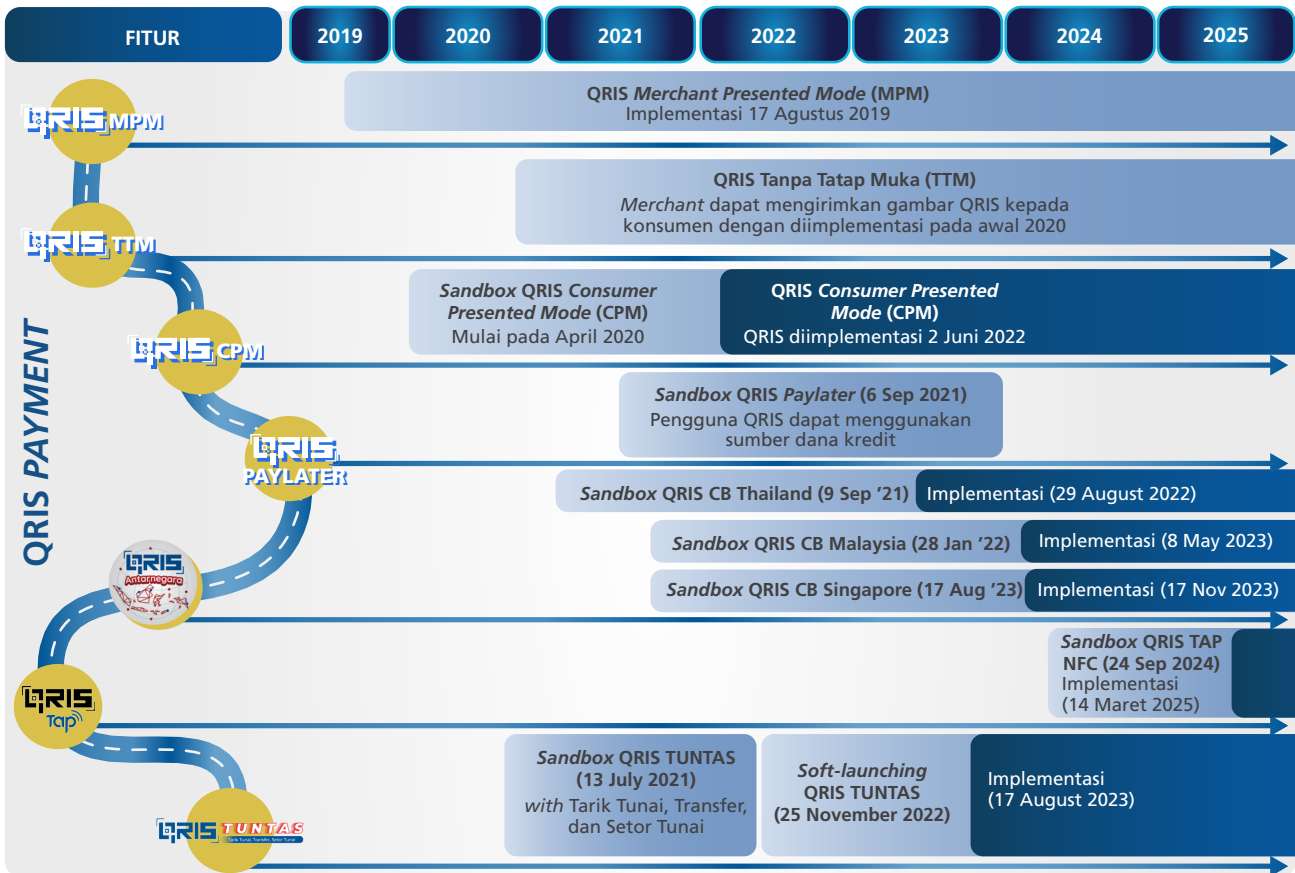 FITUR
2019
2020
2021
2022
2023
2024
2025
QRIS PAYMENT
QRIS MPM
QRIS Merchant Presented Mode (MPM)
Implementasi 17 Agustus 2019
QRIS TTM
QRIS Tanpa Tatap Muka (TTM)
Merchant dapat mengirimkan gambar QRIS kepada
konsumen dengan diimplementasi pada awal 2020
QRIS CPM
Sandbox QRIS Consumer
Presented Mode (CPM)
Mulai pada April 2020
QRIS Consumer Presented
Mode (CPM)
QRIS diimplementasi 2 Juni 2022
QRIS
PAYLATER
Sandbox QRIS Paylater (6 Sep 2021)
Pengguna QRIS dapat menggunakan
sumber dana kredit
QRIS
Antarnegara
Sandbox QRIS CB Thailand (9 Sep ’21)
Implementasi (29 August 2022)
Sandbox QRIS CB Malaysia (28 Jan ’22)
Implementasi (8 May 2023)
Sandbox QRIS CB Singapore (17 Aug ’23)
Implementasi (17 Nov 2023)
QRIS
Tap
Sandbox QRIS TAP
NFC (24 Sep 2024)
Implementasi
(14 Maret 2025)
QRIS TUNTAS
Tarik Tunai, Transfer, Setor Tunai
Sandbox QRIS TUNTAS
(13 July 2021)
with Tarik Tunai, Transfer,
dan Setor Tunai
Soft-launching
QRIS TUNTAS
(25 November 2022)
Implementasi
(17 August 2023)